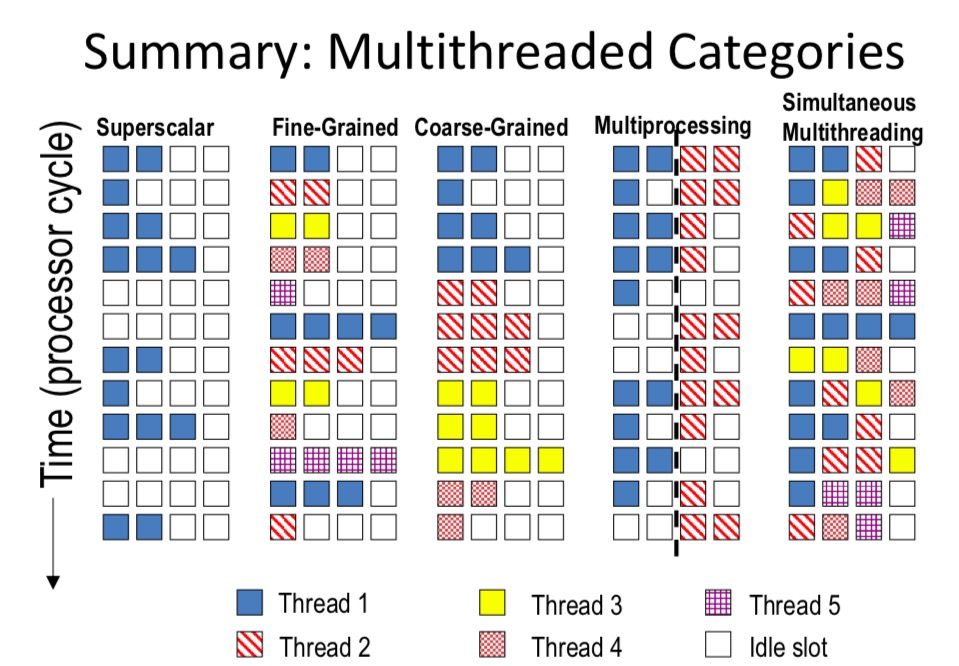 Summary: Multithreaded Categories
Time (processor cycle)
Superscalar
Fine-Grained
Coarse-Grained
Multiprocessing
Simultaneous
Multithreading
Thread 1
Thread 3
Thread 5
Thread 2
Thread 4
Idle slot